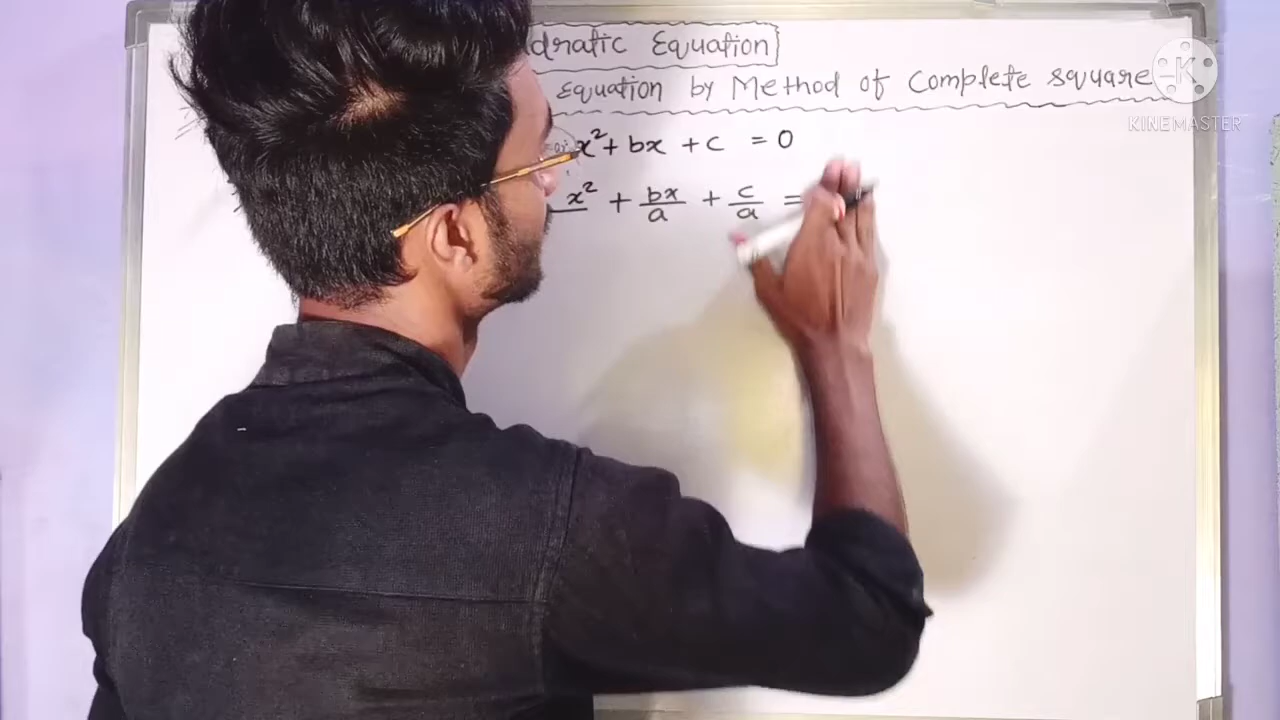 dratic Equation
Equation by Method of Complete square
x²+ bx + c = 0
x² + bx/a + c/a =
KINEMASTER